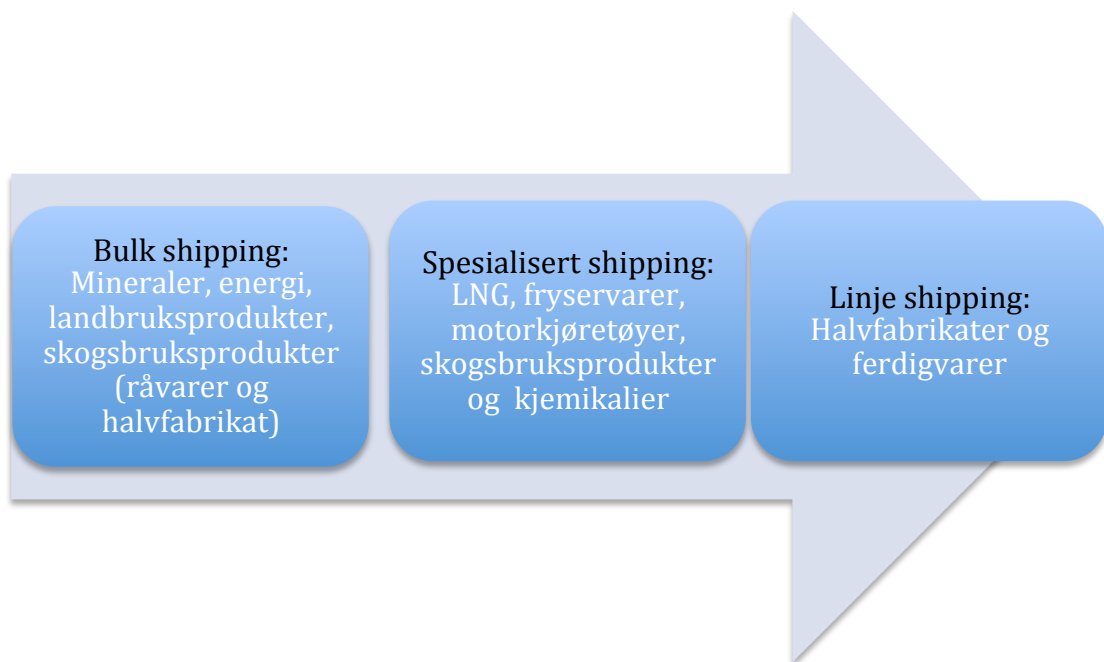 Bulk shipping:
Mineraler, energi,
landbruksprodukter,
skogsbruksprodukter
(råvarer og
halvfabrikat)
Spesialisert shipping:
LNG, fryservarer,
motorkjøretøyer,
skogsbruksprodukter
og  kjemikalier
Linje shipping:
Halvfabrikater og
ferdigvarer